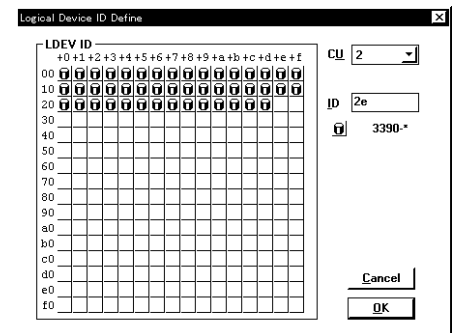 Logical Device ID Define
LDEV ID
+0 +1 +2 +3 +4 +5 +6 +7 +8 +9 +a +b +c +d +e +f
00
10
20
30
40
50
60
70
80
90
a0
b0
c0
d0
e0
f0
CU 2
ID 2e
3390-*
Cancel
OK